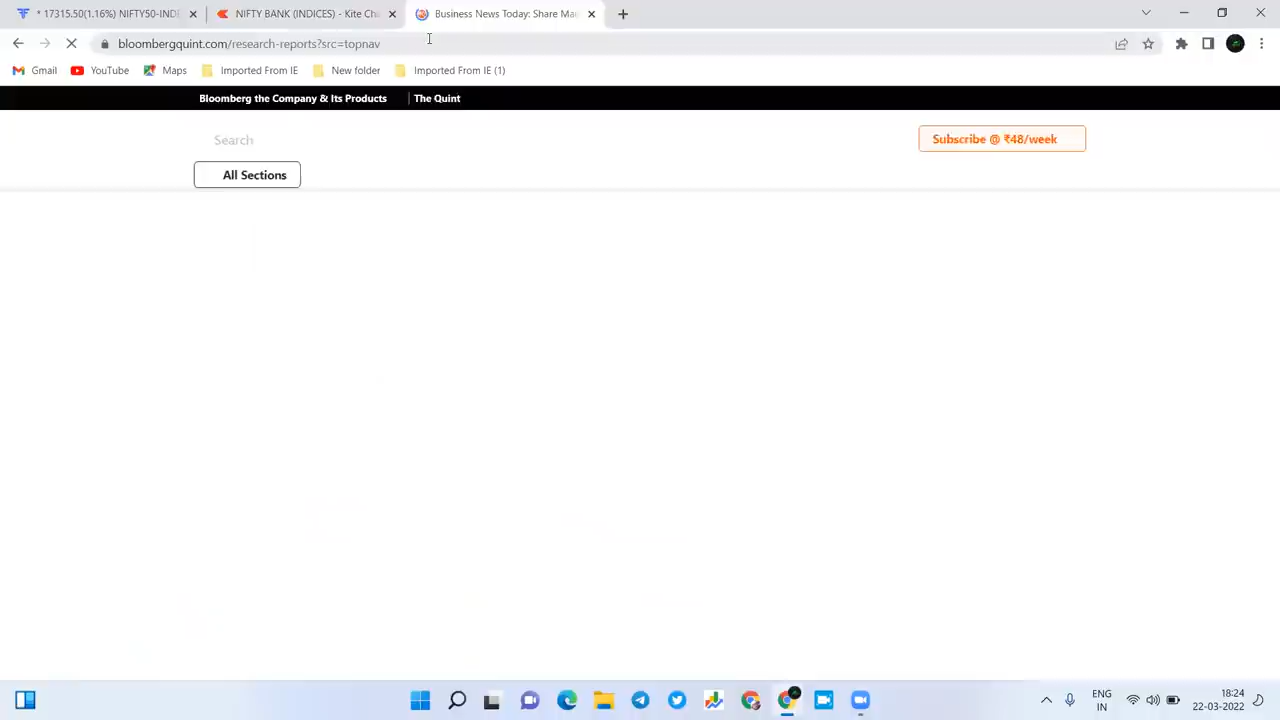 * 17315.50(1.16%) NIFTY50-INDE
NIFTY BANK (INDICES) - Kite Ch
Business News Today: Share Ma
bloombergquint.com/research-reports?src=topnav
Gmail
YouTube
Maps
Imported From IE
New folder
Imported From IE (1)
Bloomberg the Company & Its Products
The Quint
Search
Subscribe @ ₹48/week
All Sections
ENG
IN
18:24
22-03-2022